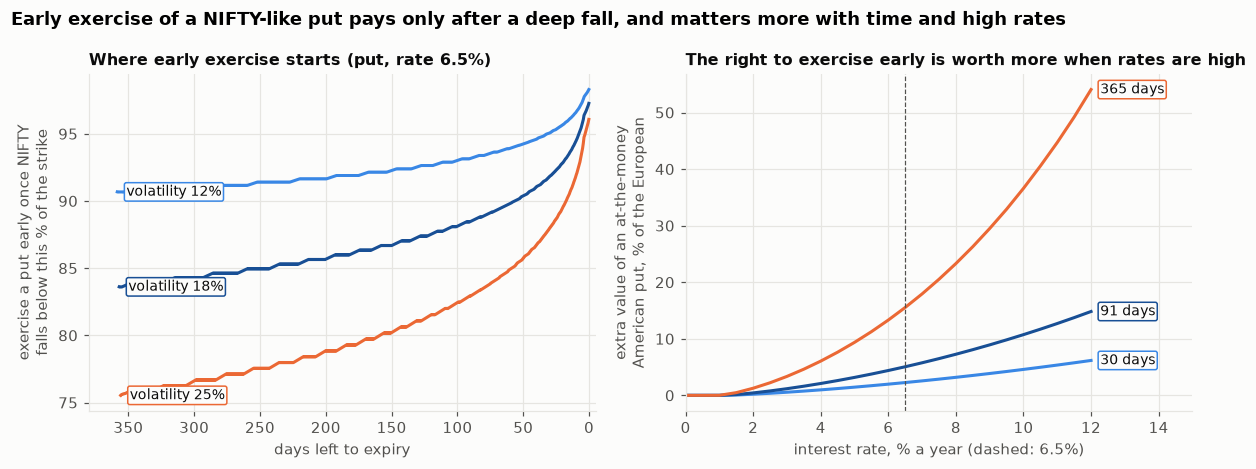 Early exercise of a NIFTY-like put pays only after a deep fall, and matters more with time and high rates
Where early exercise starts (put, rate 6.5%)
exercise a put early once NIFTY
falls below this % of the strike
95
90
85
80
75
volatility 12%
volatility 18%
volatility 25%
350 300 250 200 150 100 50 0
days left to expiry
The right to exercise early is worth more when rates are high
extra value of an at-the-money
American put, % of the European
50
40
30
20
10
0
365 days
91 days
30 days
0 2 4 6 8 10 12 14
interest rate, % a year (dashed: 6.5%)